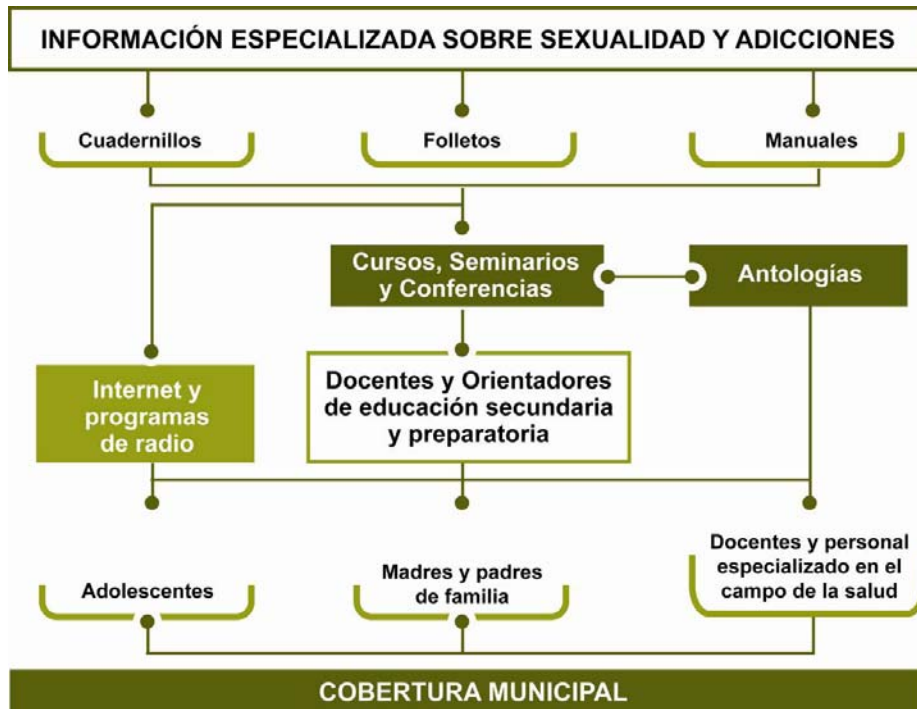 INFORMACIÓN ESPECIALIZADA SOBRE SEXUALIDAD Y ADICCIONES
Cuadernillos
Folletos
Manuales
Cursos, Seminarios
y Conferencias
Antologías
Internet y
programas
de radio
Docentes y Orientadores
de educación secundaria
y preparatoria
Adolescentes
Madres y padres
de familia
Docentes y personal
especializado en el
campo de la salud
COBERTURA MUNICIPAL